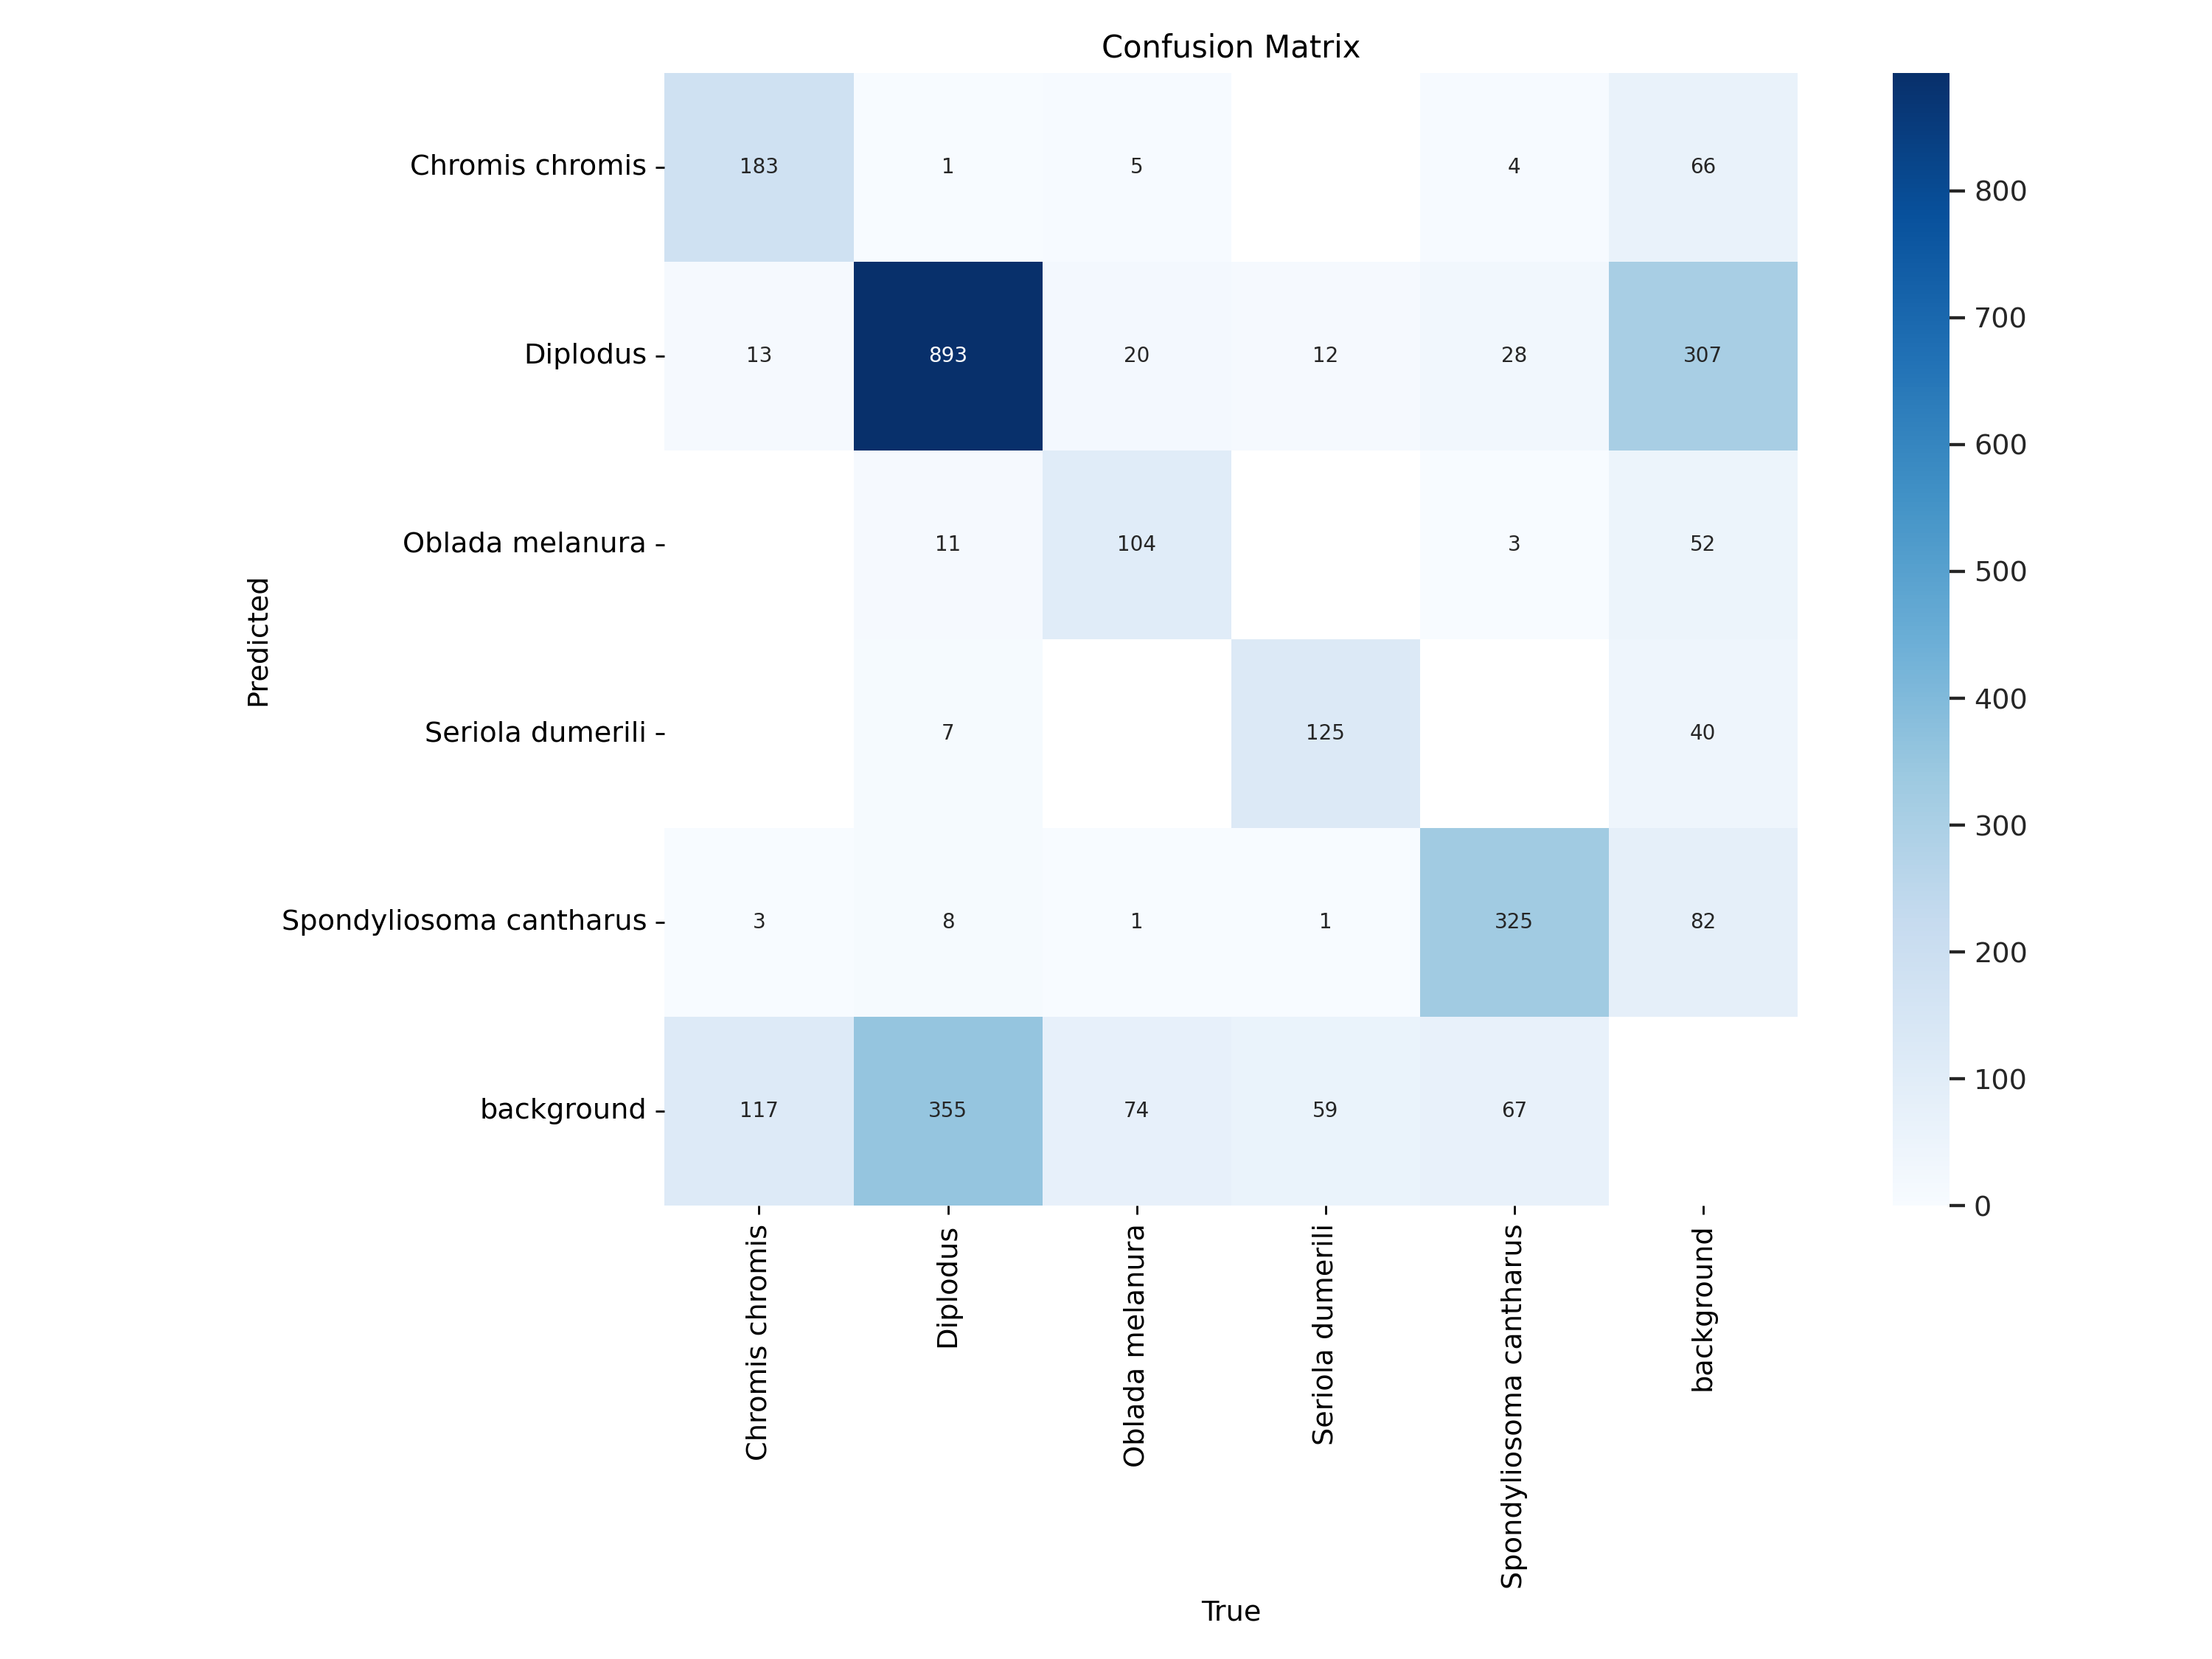 Confusion Matrix
Chromis chromis 183 1 5 4 66
Diplodus 13 893 20 12 28 307
Oblada melanura 11 104 3 52
Seriola dumerili 7 125 40
Spondyliosoma cantharus 3 8 1 1 325 82
background 117 355 74 59 67
Predicted
Chromis chromis
Diplodus
Oblada melanura
Seriola dumerili
Spondyliosoma cantharus
background
True
800
700
600
500
400
300
200
100
0